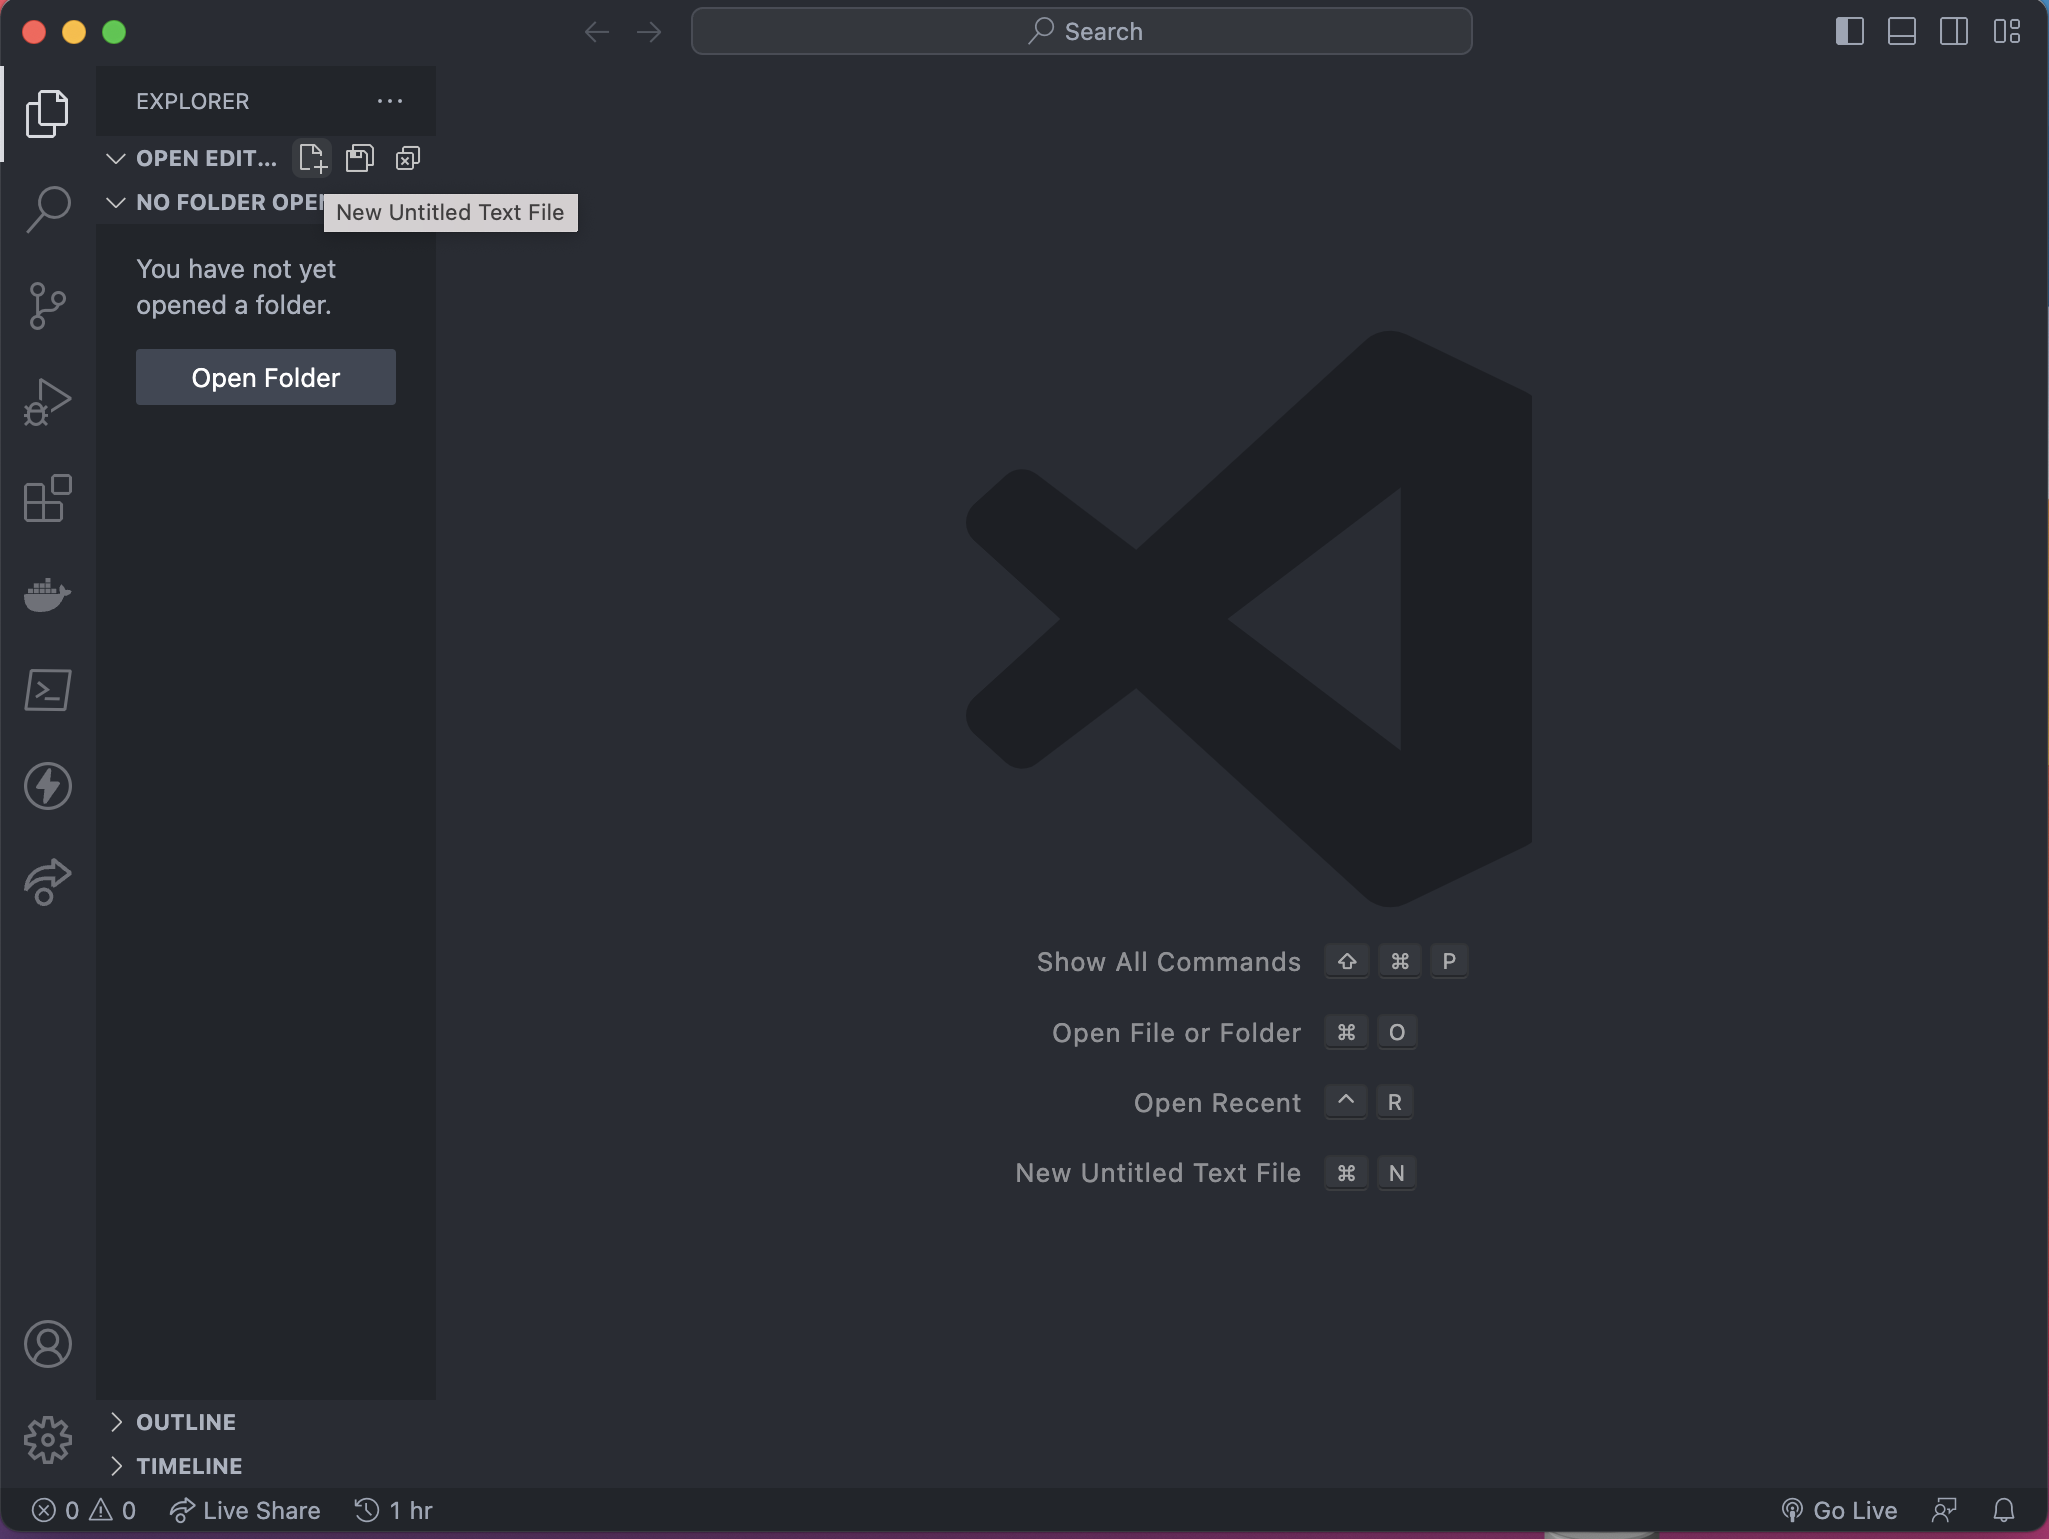 Search
EXPLORER
OPEN EDIT...
NO FOLDER OPE
New Untitled Text File
You have not yet
opened a folder.
Open Folder
Show All Commands ⇧ ⌘ P
Open File or Folder ⌘ O
Open Recent ^ R
New Untitled Text File ⌘ N
OUTLINE
TIMELINE
0 0 Live Share 1 hr Go Live